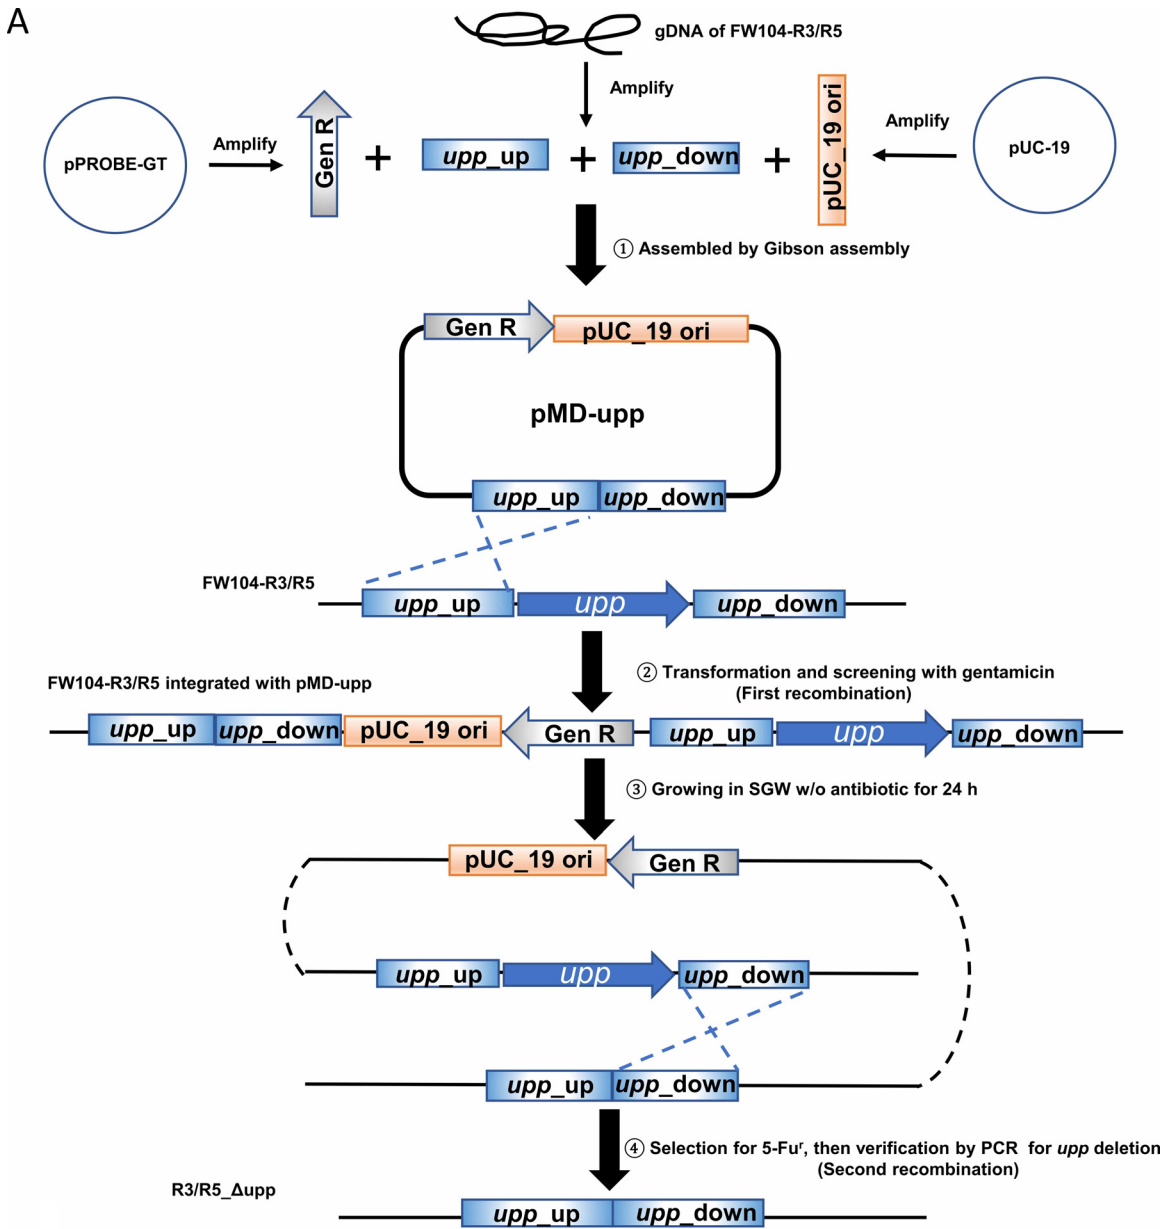 A
gDNA of FW104-R3/R5
Amplify
pPROBE-GT
Amplify
Gen R
+
upp_up
+
upp_down
+
pUC_19 ori
Amplify
pUC-19
① Assembled by Gibson assembly
Gen R
pUC_19 ori
pMD-upp
upp_up
upp_down
FW104-R3/R5
upp_up
upp
upp_down
② Transformation and screening with gentamicin
(First recombination)
FW104-R3/R5 integrated with pMD-upp
upp_up
upp_down
pUC_19 ori
Gen R
upp_up
upp
upp_down
③ Growing in SGW w/o antibiotic for 24 h
pUC_19 ori
Gen R
upp_up
upp
upp_down
upp_up
upp_down
④ Selection for 5-Fuʳ, then verification by PCR for upp deletion
(Second recombination)
R3/R5_Δupp
upp_up
upp_down